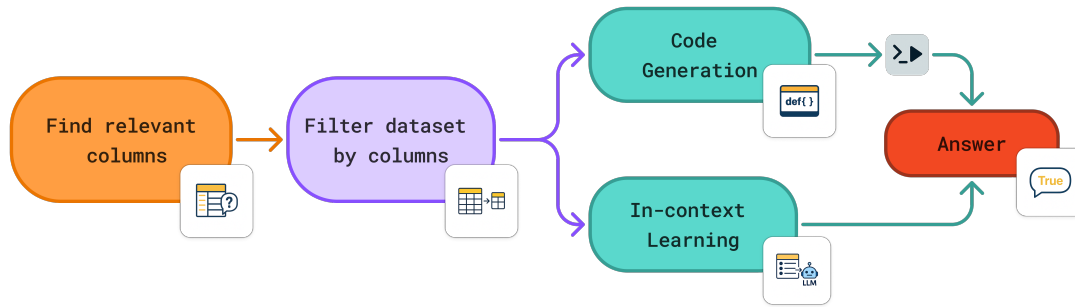 Find relevant
columns
?
Filter dataset
by columns
Code
Generation
def{ }
>_
In-context
Learning
LLM
Answer
True